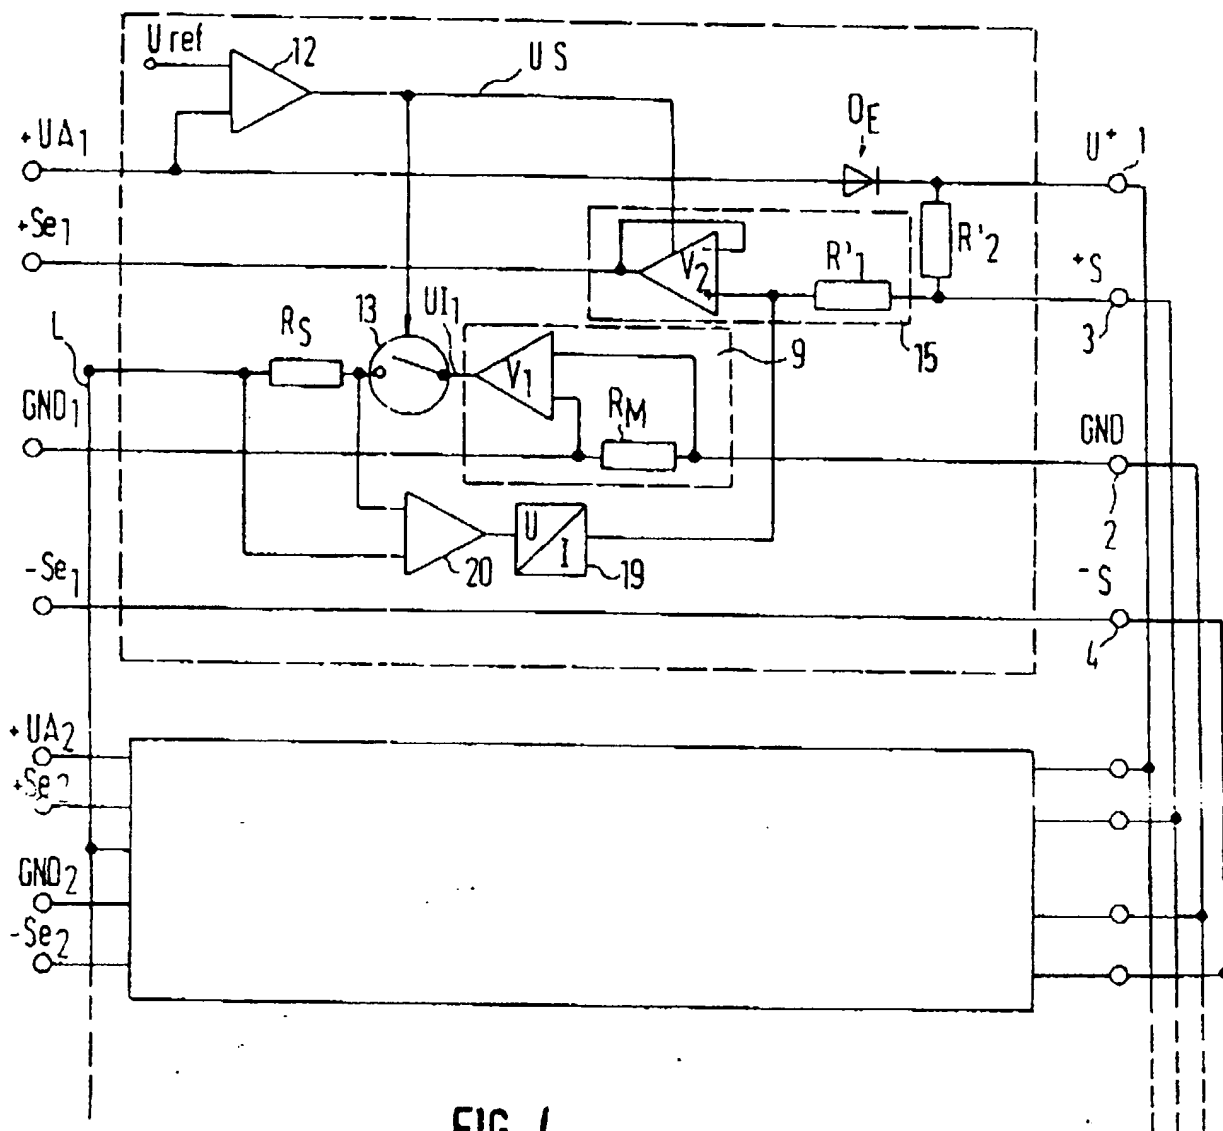 U ref
12
U S
D E
+UA1
U+ 1
+Se1
V2
R'1
R'2
+S
3
15
L
RS
13
UI1
V1
9
GND1
RM
GND
2
20
U
I
19
-Se1
-S
4
+UA2
+Se2
GND2
-Se2